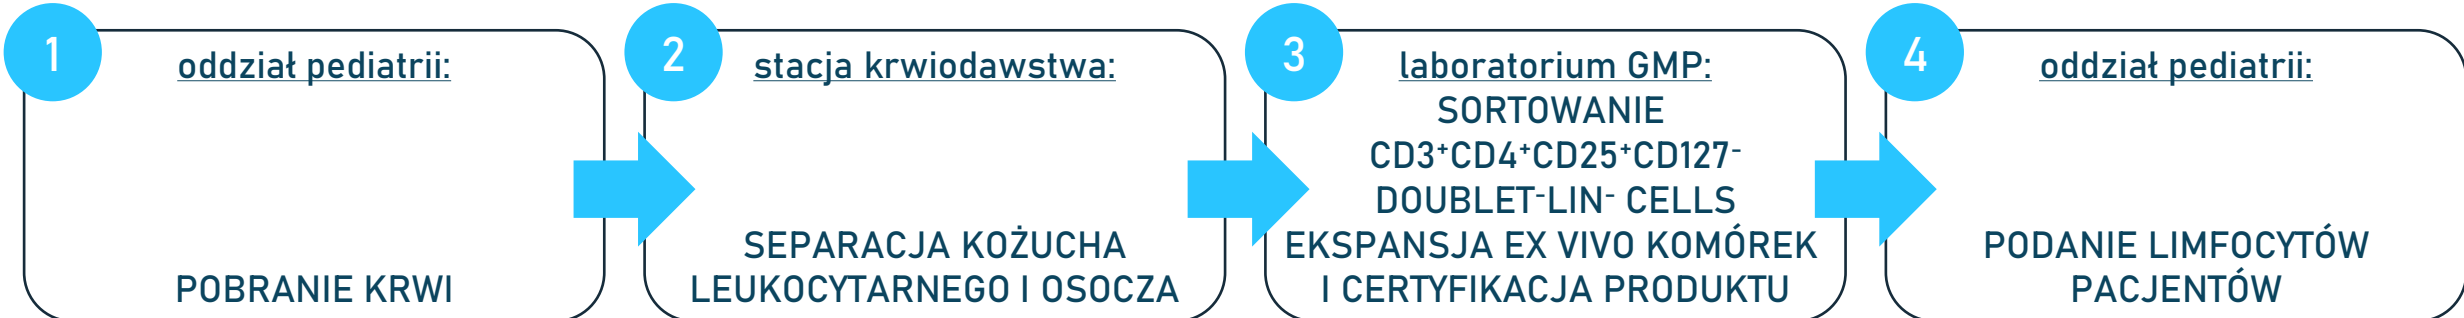 1
oddział pediatrii:
POBRANIE KRWI
2
stacja krwiodawstwa:
SEPARACJA KOŻUCHA
LEUKOCYTARNEGO I OSOCZA
3
laboratorium GMP:
SORTOWANIE
CD3⁺CD4⁺CD25⁺CD127⁻
DOUBLET⁻LIN⁻ CELLS
EKSPANSJA EX VIVO KOMÓREK
I CERTYFIKACJA PRODUKTU
4
oddział pediatrii:
PODANIE LIMFOCYTÓW
PACJENTÓW